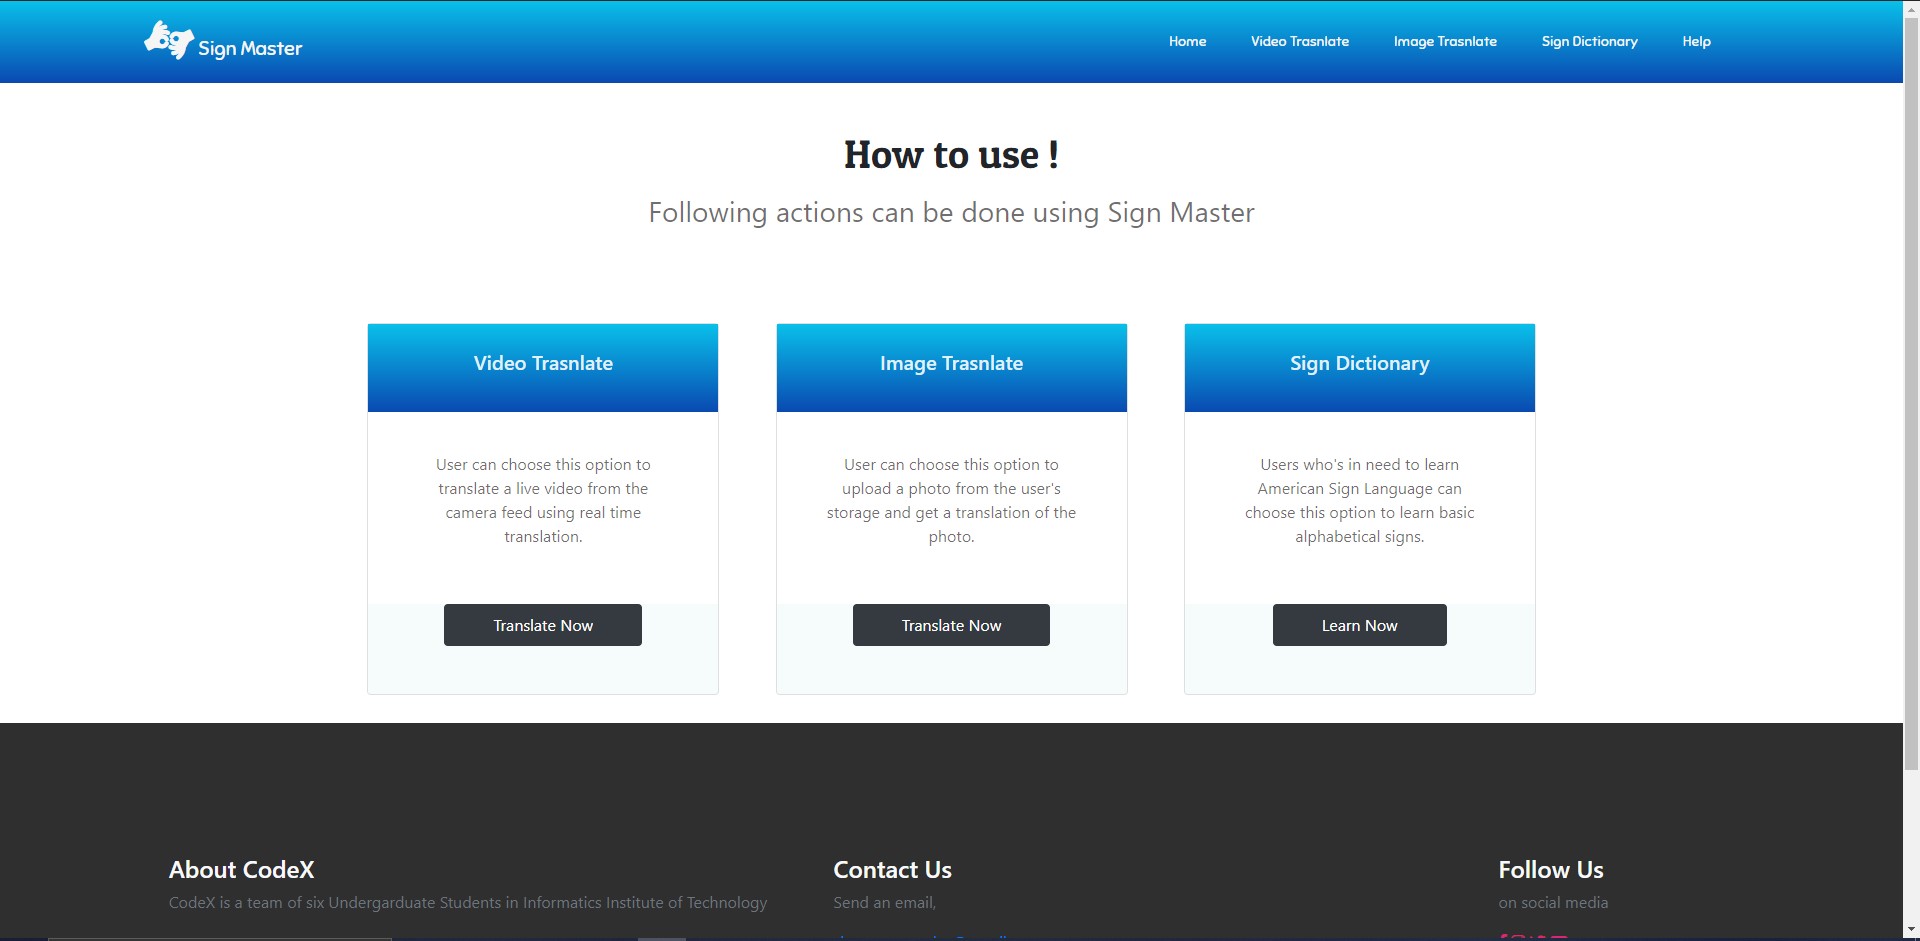 Sign Master
Home
Video Trasnlate
Image Trasnlate
Sign Dictionary
Help
How to use !
Following actions can be done using Sign Master
Video Trasnlate
User can choose this option to
translate a live video from the
camera feed using real time
translation.
Translate Now
Image Trasnlate
User can choose this option to
upload a photo from the user's
storage and get a translation of the
photo.
Translate Now
Sign Dictionary
Users who's in need to learn
American Sign Language can
choose this option to learn basic
alphabetical signs.
Learn Now
About CodeX
CodeX is a team of six Undergarduate Students in Informatics Institute of Technology
Contact Us
Send an email,
Follow Us
on social media